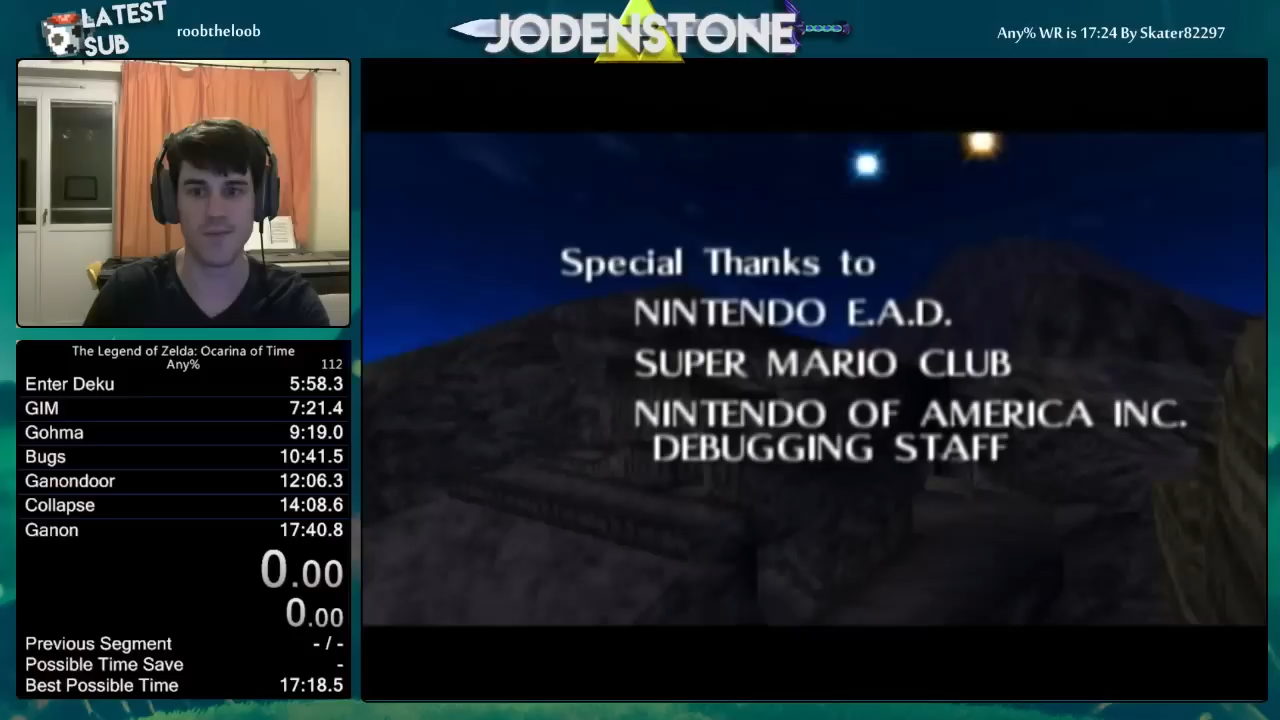 LATEST
SUB
roobtheloob
JODENSTONE
Any% WR is 17:24 By Skater82297
Special Thanks to
NINTENDO E.A.D.
SUPER MARIO CLUB
NINTENDO OF AMERICA INC.
DEBUGGING STAFF
The Legend of Zelda: Ocarina of Time
Any% 112
Enter Deku 5:58.3
GIM 7:21.4
Gohma 9:19.0
Bugs 10:41.5
Ganondoor 12:06.3
Collapse 14:08.6
Ganon 17:40.8
0.00
0.00
Previous Segment - / -
Possible Time Save -
Best Possible Time 17:18.5